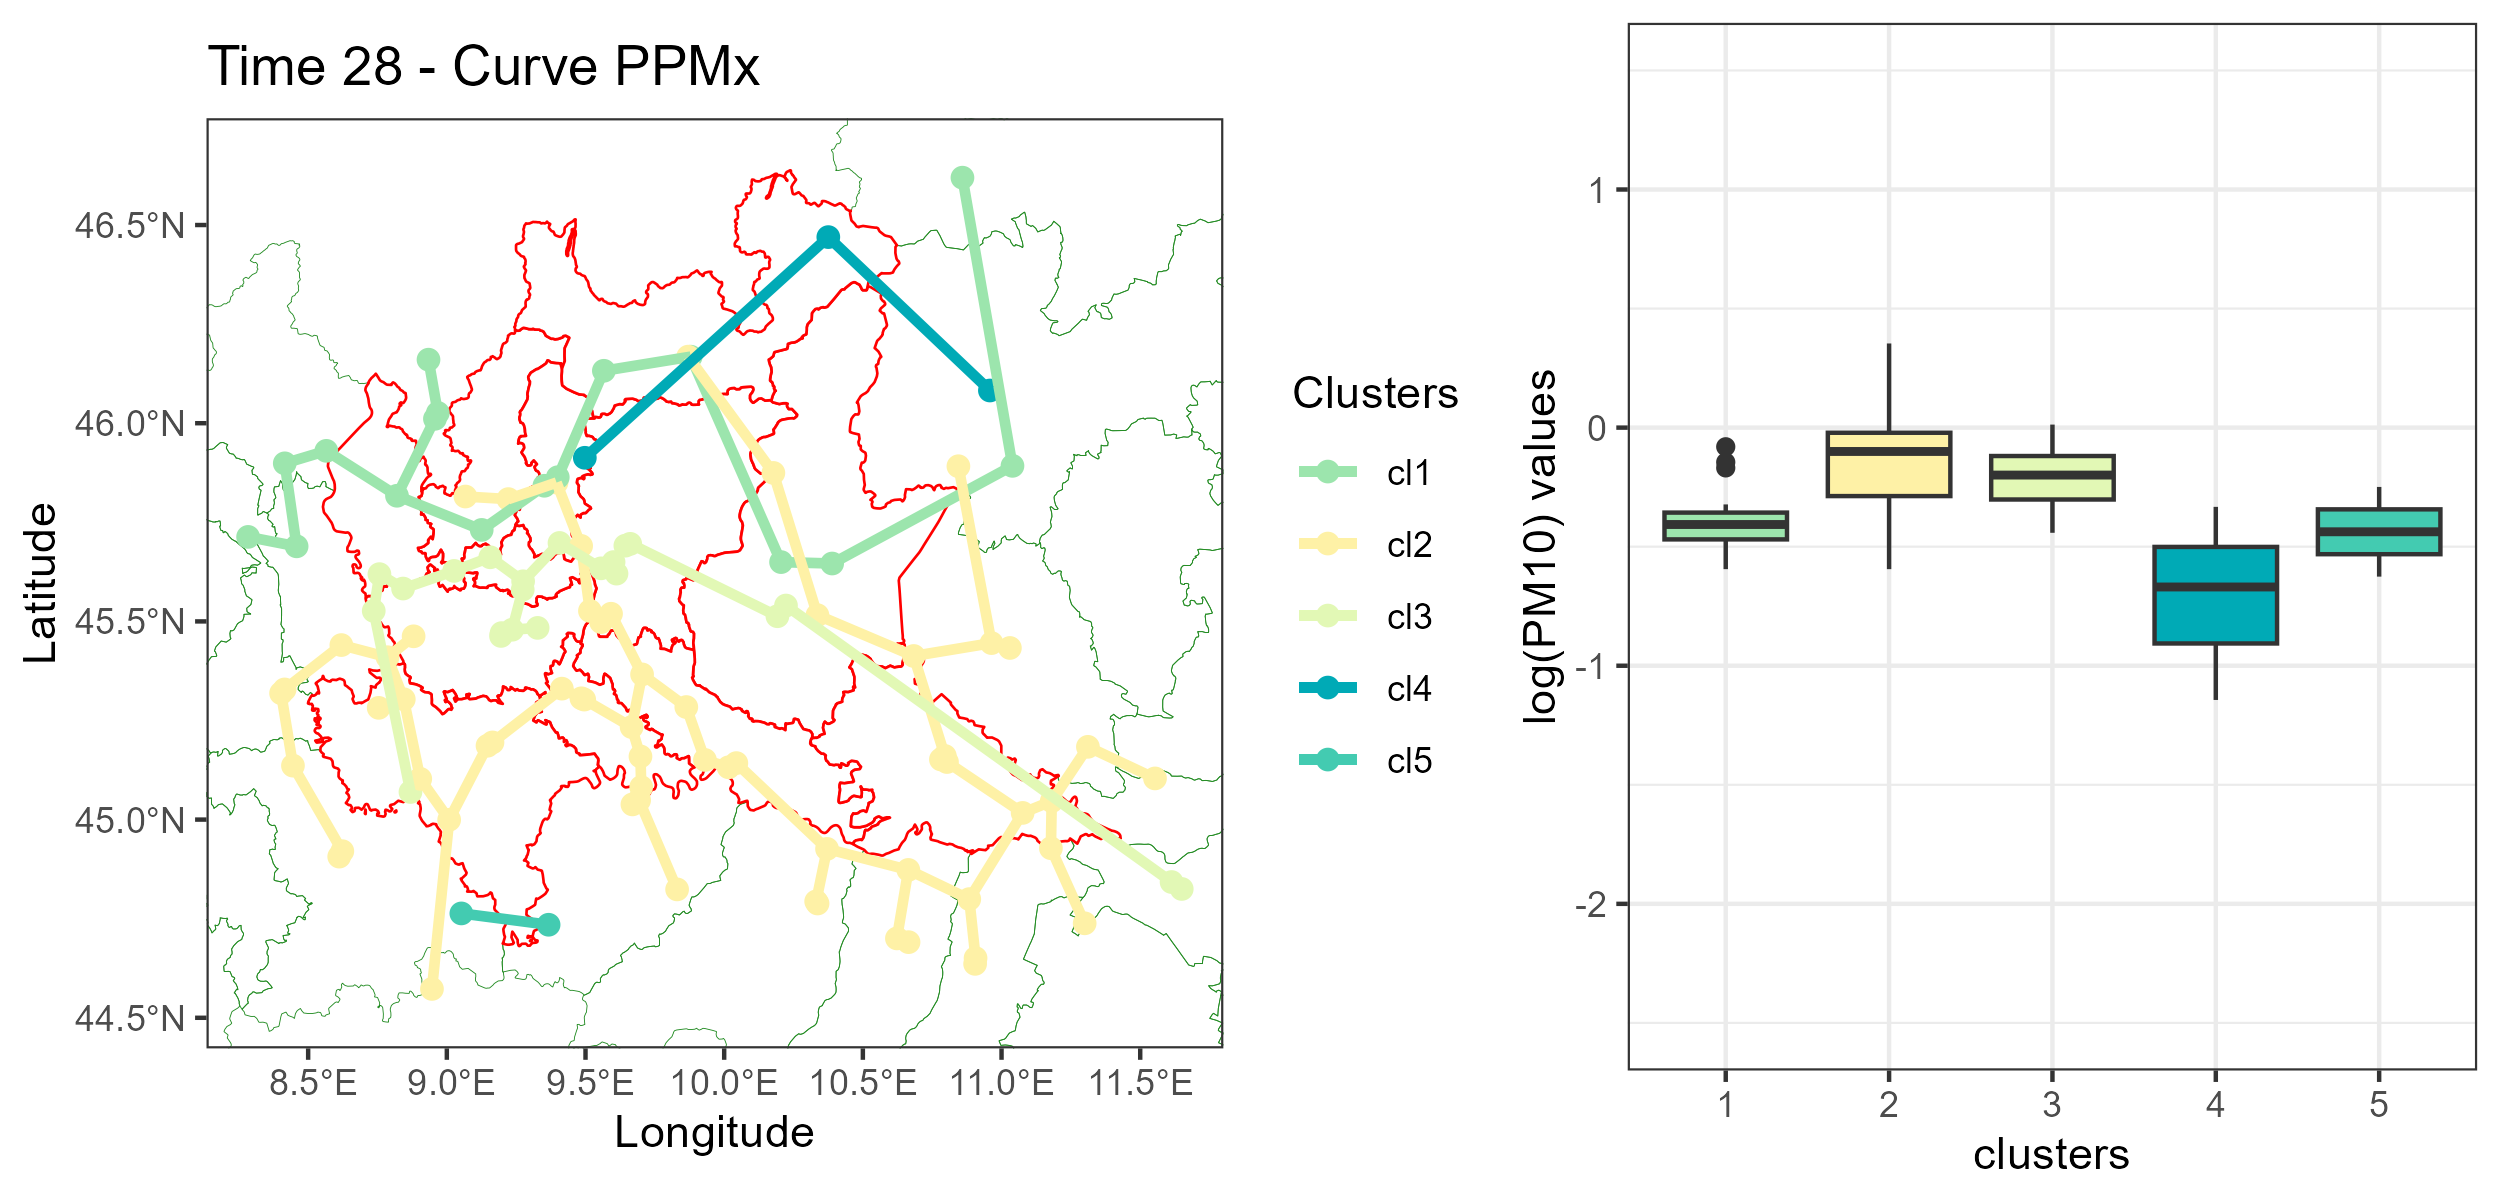 Time 28 - Curve PPMx
Latitude
46.5°N
46.0°N
45.5°N
45.0°N
44.5°N
8.5°E 9.0°E 9.5°E 10.0°E 10.5°E 11.0°E 11.5°E
Longitude
Clusters
cl1
cl2
cl3
cl4
cl5
log(PM10) values
1
0
-1
-2
1 2 3 4 5
clusters